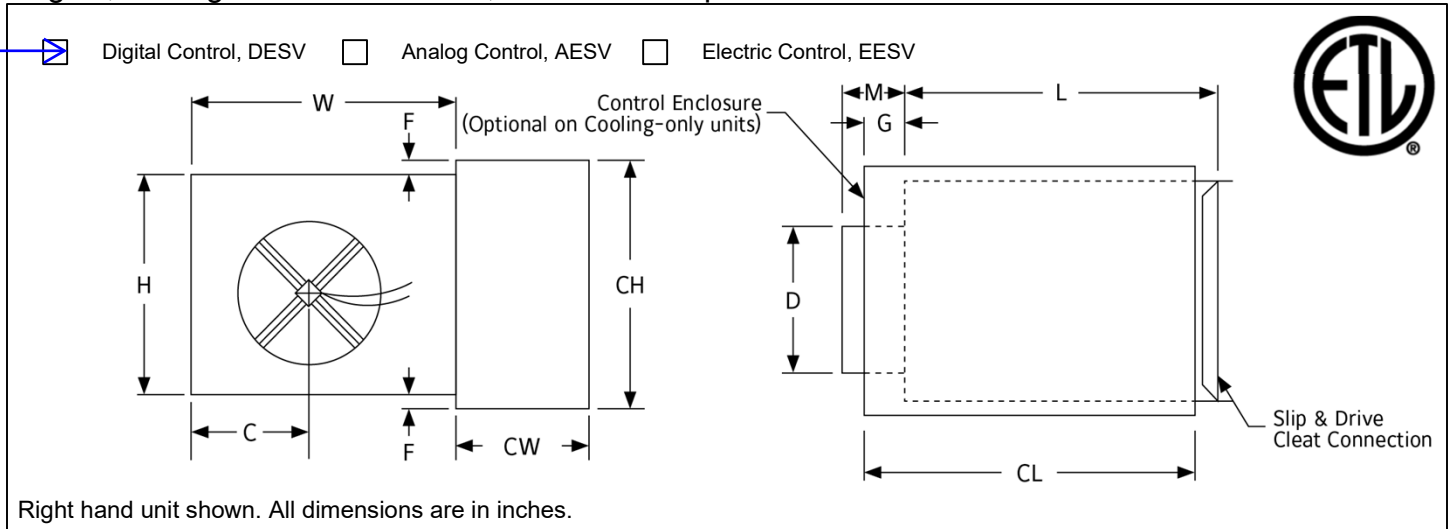 Digital Control, DESV Analog Control, AESV Electric Control, EESV
W
F
Control Enclosure
(Optional on Cooling-only units)
M
L
G
ETL
®
H
CH
D
C
F
CW
CL
Slip & Drive
Cleat Connection
Right hand unit shown. All dimensions are in inches.